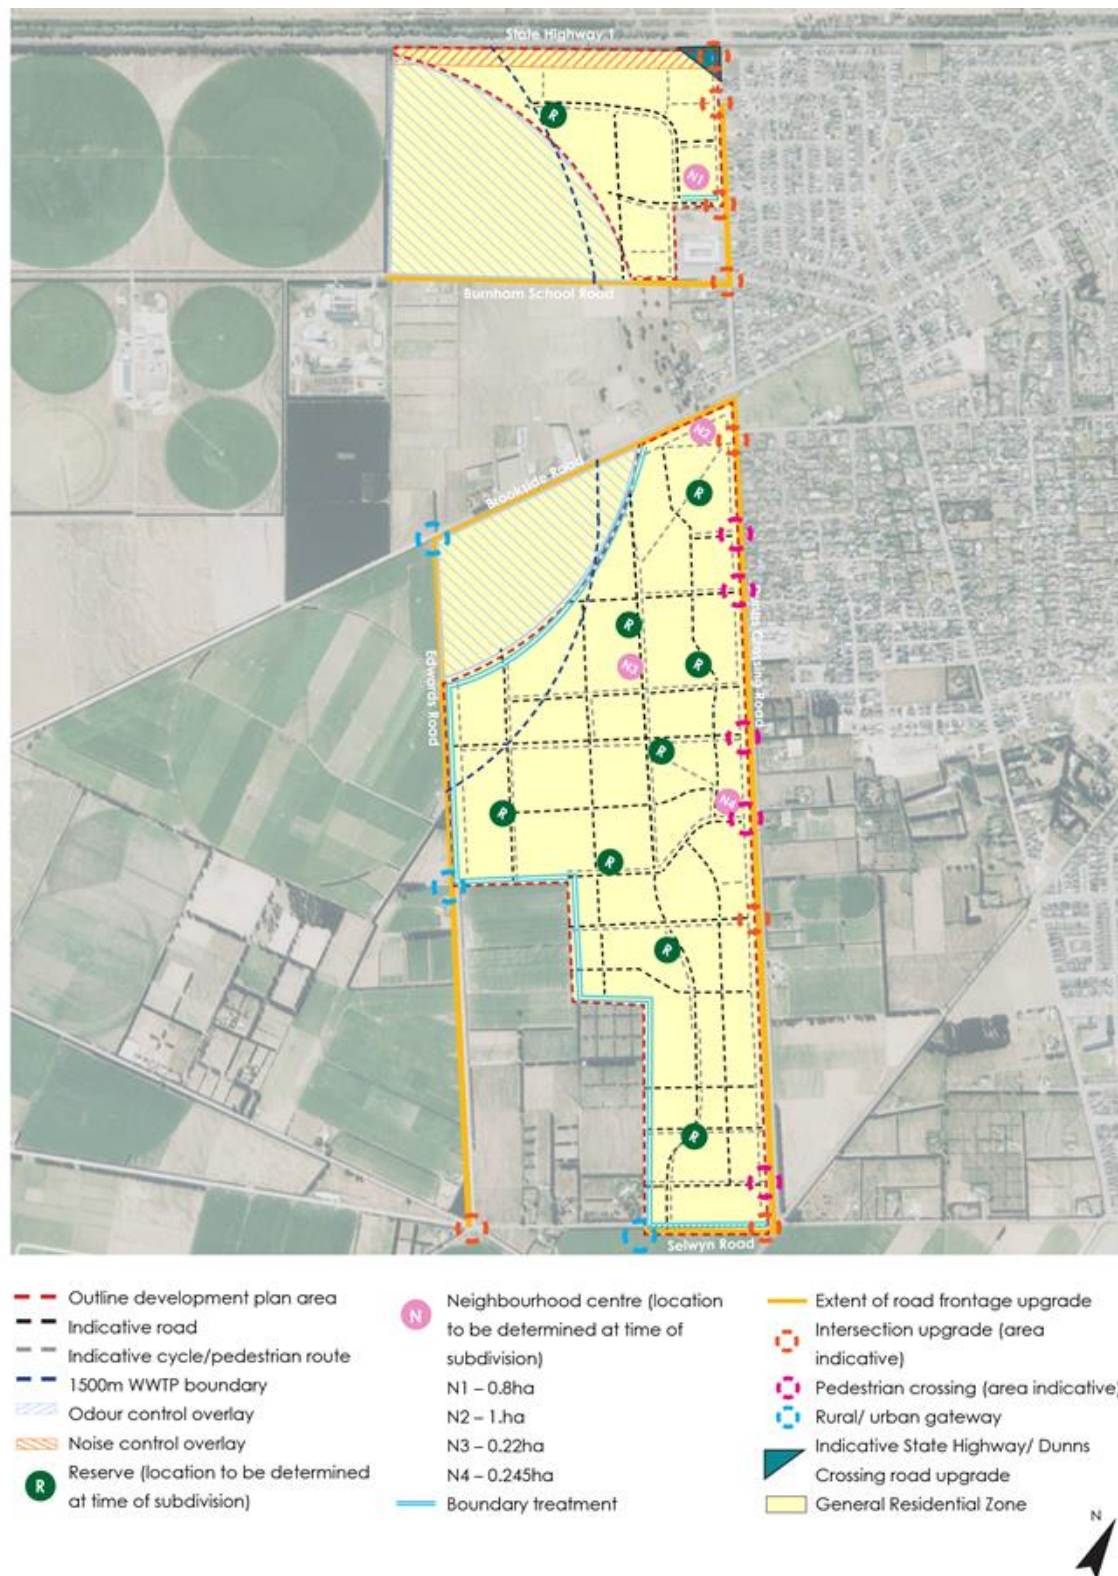 State Highway 1
R
N1
Burnham School Road
N2
Brookside Road
R
R
N3
R
Edwards Road
Dunns Crossing Road
R
N4
R
R
R
R
Selwyn Road
Outline development plan area
Indicative road
Indicative cycle/pedestrian route
1500m WWTP boundary
Odour control overlay
Noise control overlay
R
Reserve (location to be determined
at time of subdivision)
N
Neighbourhood centre (location
to be determined at time of
subdivision)
N1 – 0.8ha
N2 – 1.ha
N3 – 0.22ha
N4 – 0.245ha
Boundary treatment
Extent of road frontage upgrade
Intersection upgrade (area
indicative)
Pedestrian crossing (area indicative)
Rural/ urban gateway
Indicative State Highway/ Dunns
Crossing road upgrade
General Residential Zone
N